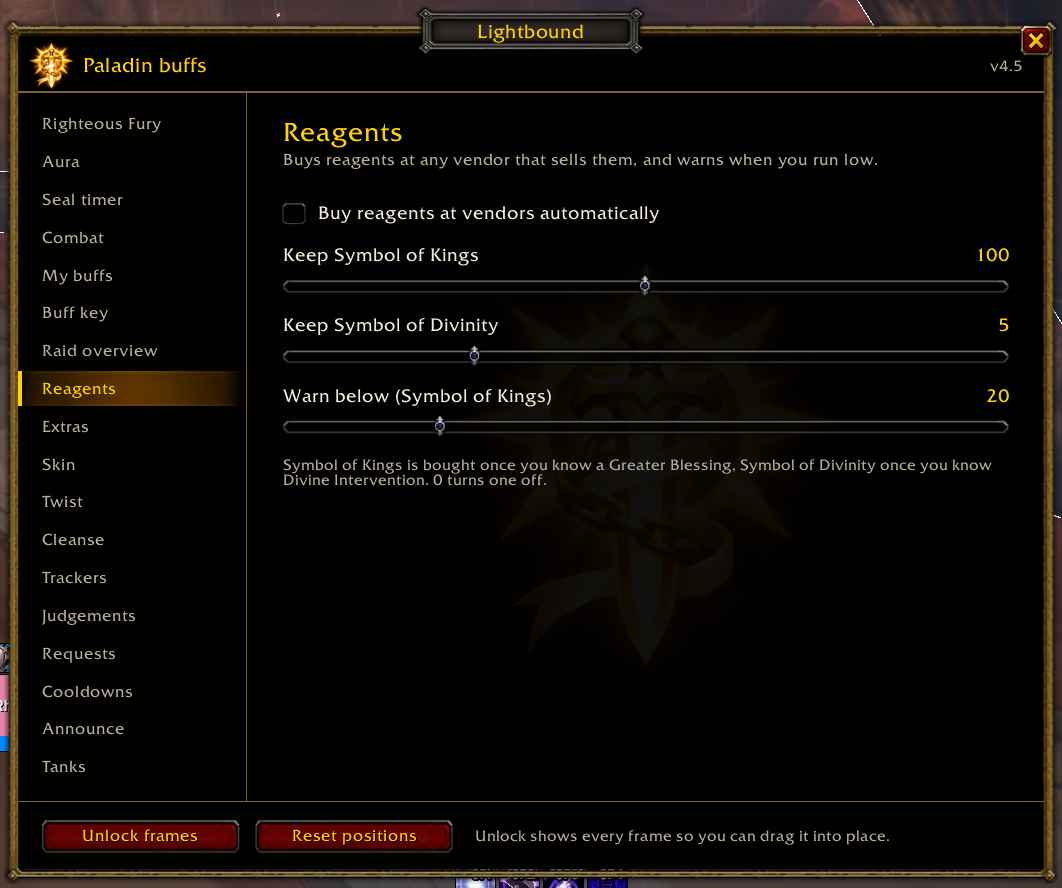 Lightbound
Paladin buffs
v4.5
Righteous Fury
Aura
Seal timer
Combat
My buffs
Buff key
Raid overview
Reagents
Extras
Skin
Twist
Cleanse
Trackers
Judgements
Requests
Cooldowns
Announce
Tanks
Reagents
Buys reagents at any vendor that sells them, and warns when you run low.
Buy reagents at vendors automatically
Keep Symbol of Kings 100
Keep Symbol of Divinity 5
Warn below (Symbol of Kings) 20
Symbol of Kings is bought once you know a Greater Blessing, Symbol of Divinity once you know
Divine Intervention. 0 turns one off.
Unlock frames
Reset positions
Unlock shows every frame so you can drag it into place.